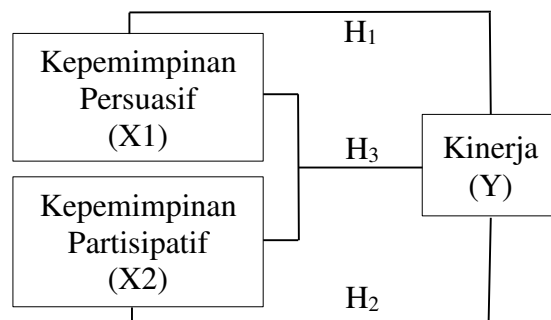 H₁
Kepemimpinan
Persuasif
(X1)
H₃
Kinerja
(Y)
Kepemimpinan
Partisipatif
(X2)
H₂